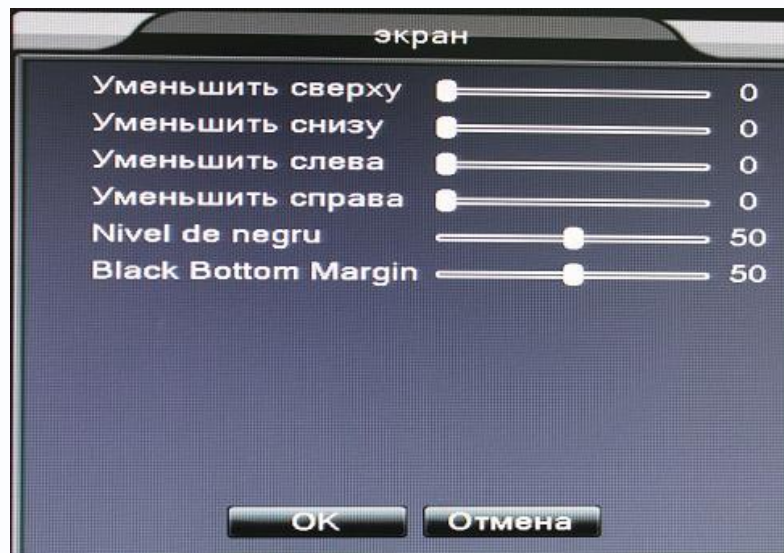 экран
Уменьшить сверху 0
Уменьшить снизу 0
Уменьшить слева 0
Уменьшить справа 0
Nivel de negru 50
Black Bottom Margin 50
OK Отмена